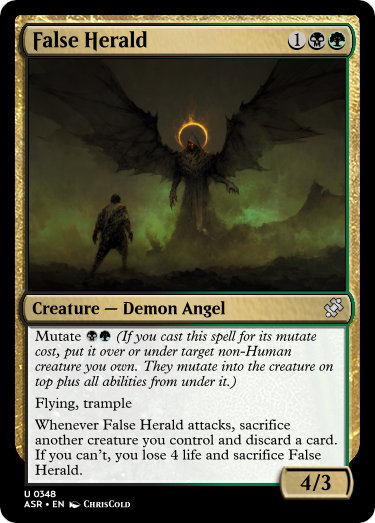 False Herald 1
Creature — Demon Angel
Mutate (If you cast this spell for its mutate
cost, put it over or under target non-Human
creature you own. They mutate into the creature on
top plus all abilities from under it.)
Flying, trample
Whenever False Herald attacks, sacrifice
another creature you control and discard a card.
If you can't, you lose 4 life and sacrifice False
Herald.
4/3
U 0348
ASR • EN ChrisCold